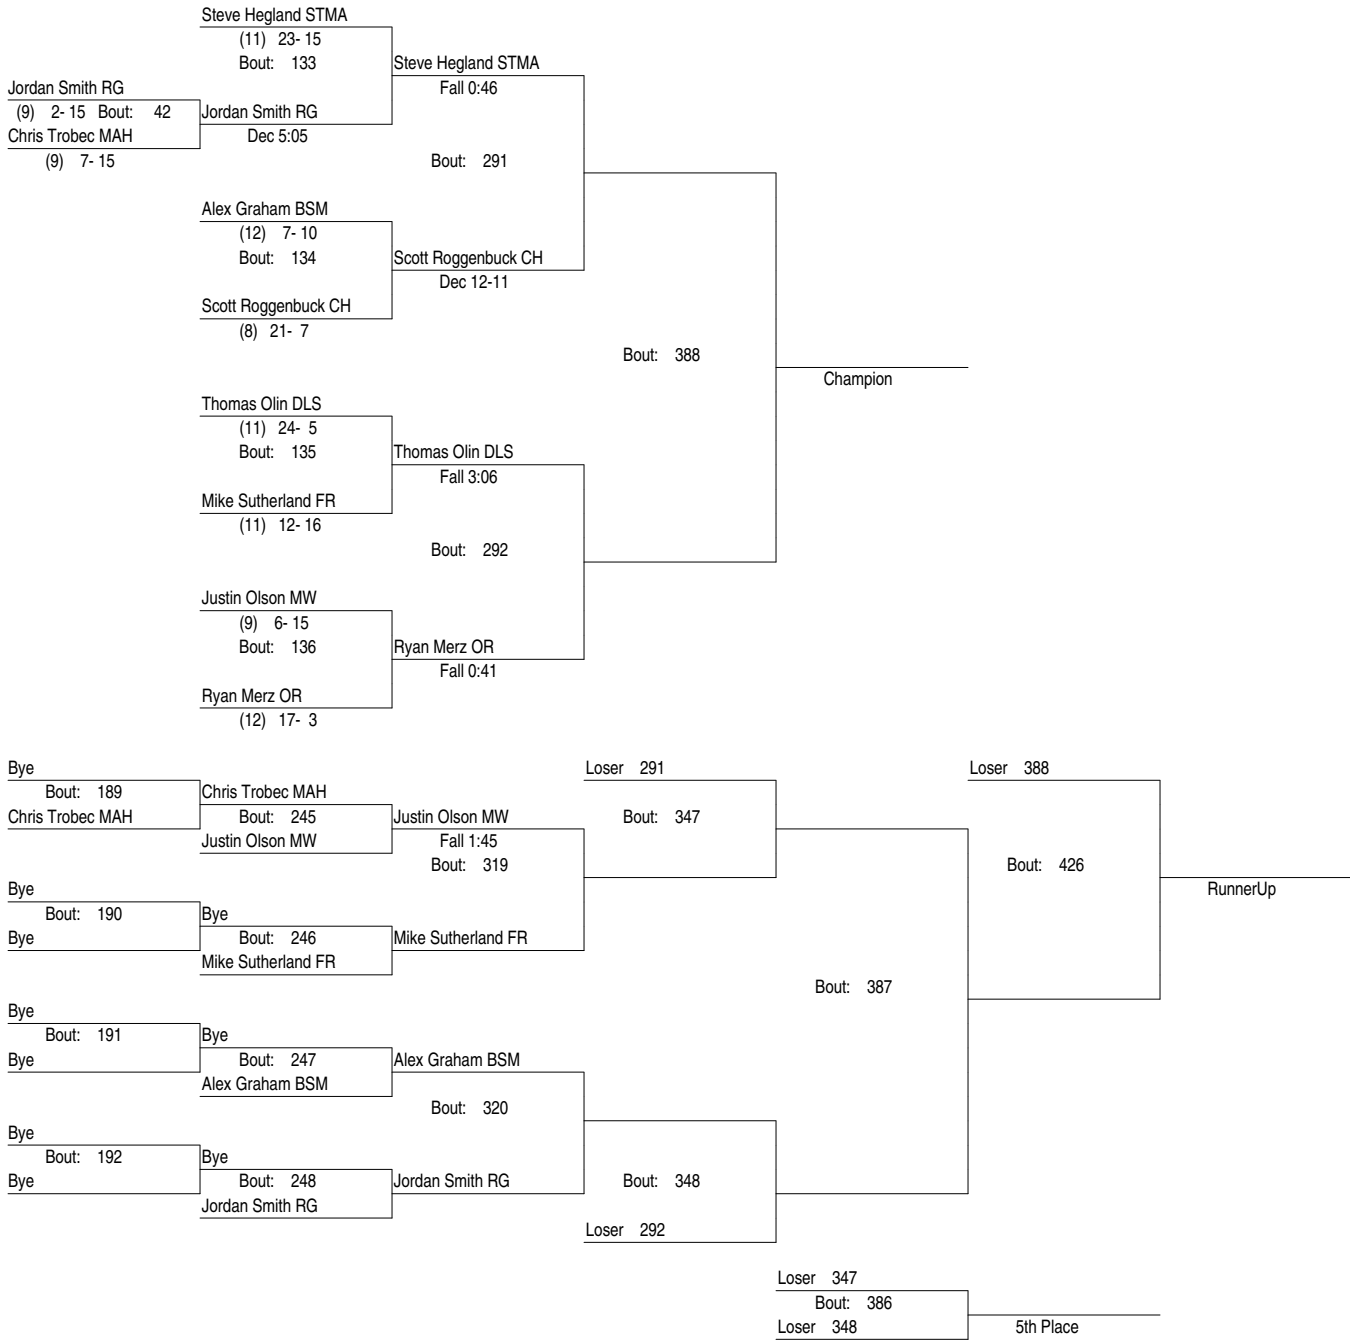 Steve Hegland STMA
(11) 23- 15
Bout: 133
Steve Hegland STMA
Fall 0:46
Jordan Smith RG
(9) 2- 15 Bout: 42
Jordan Smith RG
Chris Trobec MAH
Dec 5:05
(9) 7- 15
Bout: 291
Alex Graham BSM
(12) 7- 10
Bout: 134
Scott Roggenbuck CH
Dec 12-11
Scott Roggenbuck CH
(8) 21- 7
Bout: 388
Champion
Thomas Olin DLS
(11) 24- 5
Bout: 135
Thomas Olin DLS
Fall 3:06
Mike Sutherland FR
(11) 12- 16
Bout: 292
Justin Olson MW
(9) 6- 15
Bout: 136
Ryan Merz OR
Fall 0:41
Ryan Merz OR
(12) 17- 3
Bye
Loser 291
Loser 388
Bout: 189
Chris Trobec MAH
Chris Trobec MAH
Bout: 245
Justin Olson MW
Bout: 347
Justin Olson MW
Fall 1:45
Bout: 319
Bout: 426
Bye
RunnerUp
Bout: 190
Bye
Bye
Bout: 246
Mike Sutherland FR
Mike Sutherland FR
Bout: 387
Bye
Bout: 191
Bye
Bye
Bout: 247
Alex Graham BSM
Alex Graham BSM
Bout: 320
Bye
Bout: 192
Bye
Bye
Bout: 248
Jordan Smith RG
Bout: 348
Jordan Smith RG
Loser 292
Loser 347
Bout: 386
Loser 348
5th Place